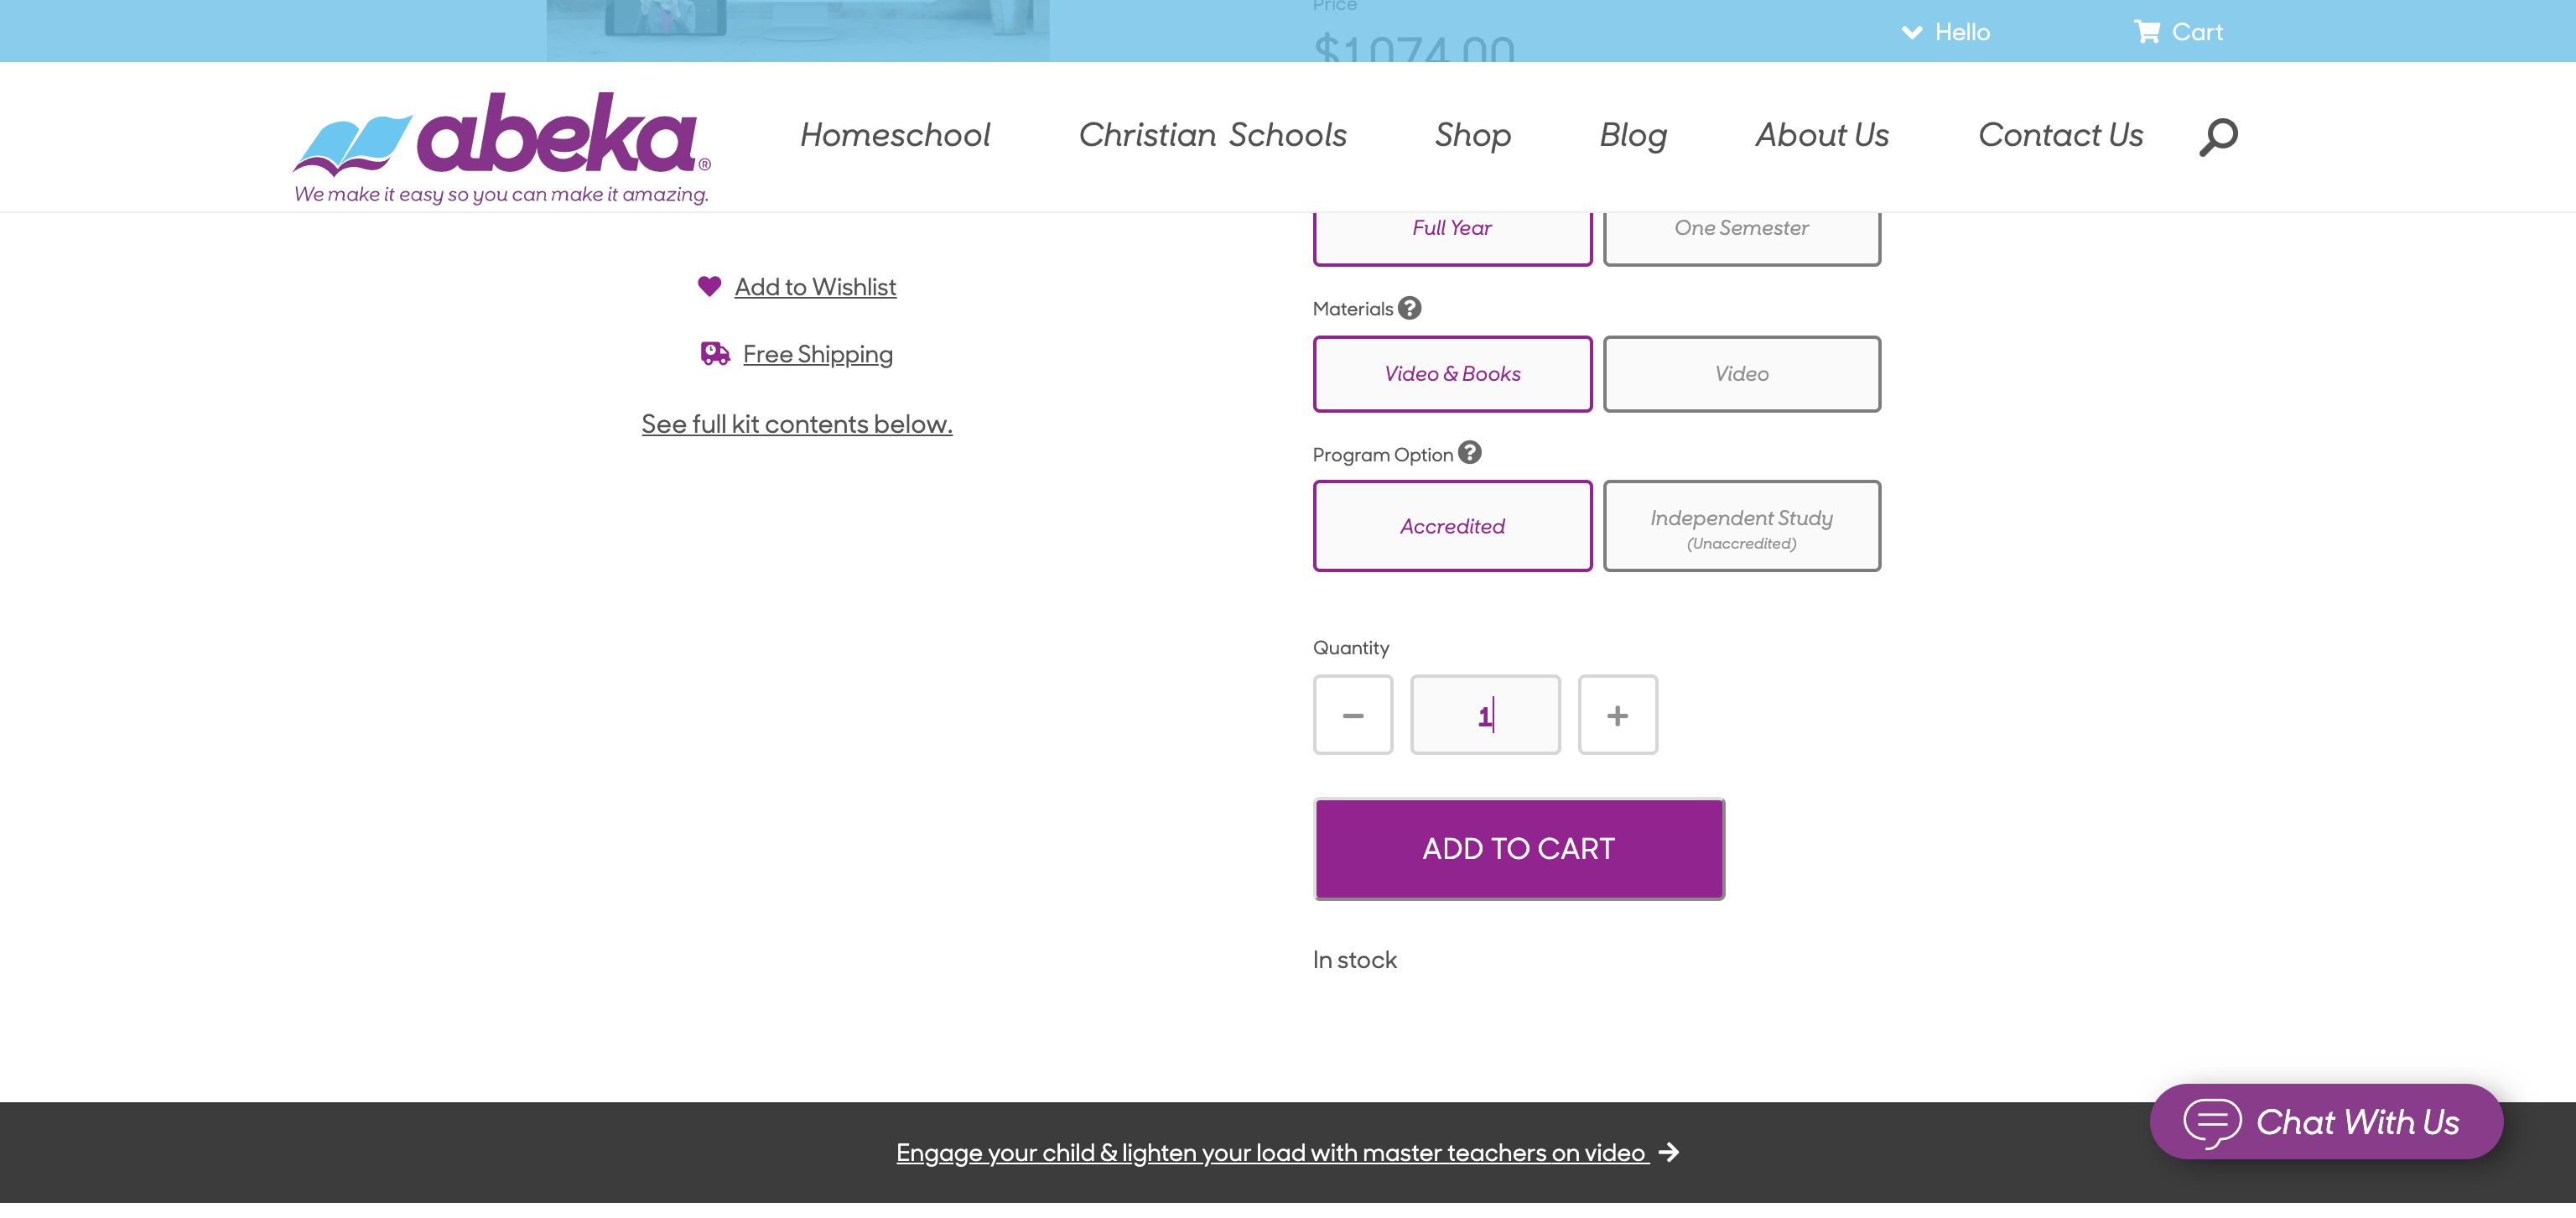 Price
$1,074.00
Hello
Cart
abeka®
We make it easy so you can make it amazing.
Homeschool
Christian Schools
Shop
Blog
About Us
Contact Us
Full Year
One Semester
Add to Wishlist
Free Shipping
See full kit contents below.
Materials ?
Video & Books
Video
Program Option ?
Accredited
Independent Study
(Unaccredited)
Quantity
1
ADD TO CART
In stock
Chat With Us
Engage your child & lighten your load with master teachers on video